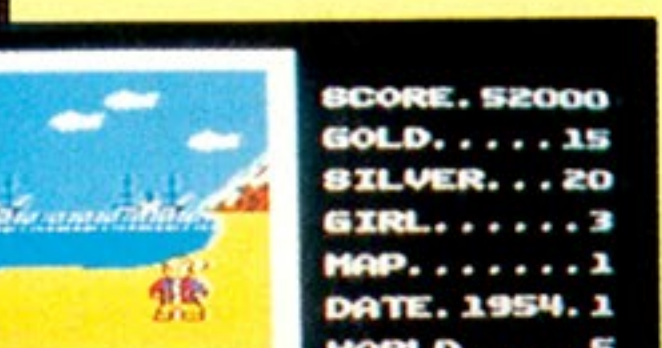 SCORE.52000
GOLD.....15
SILVER...20
GIRL......3
MAP.......1
DATE.1954.1